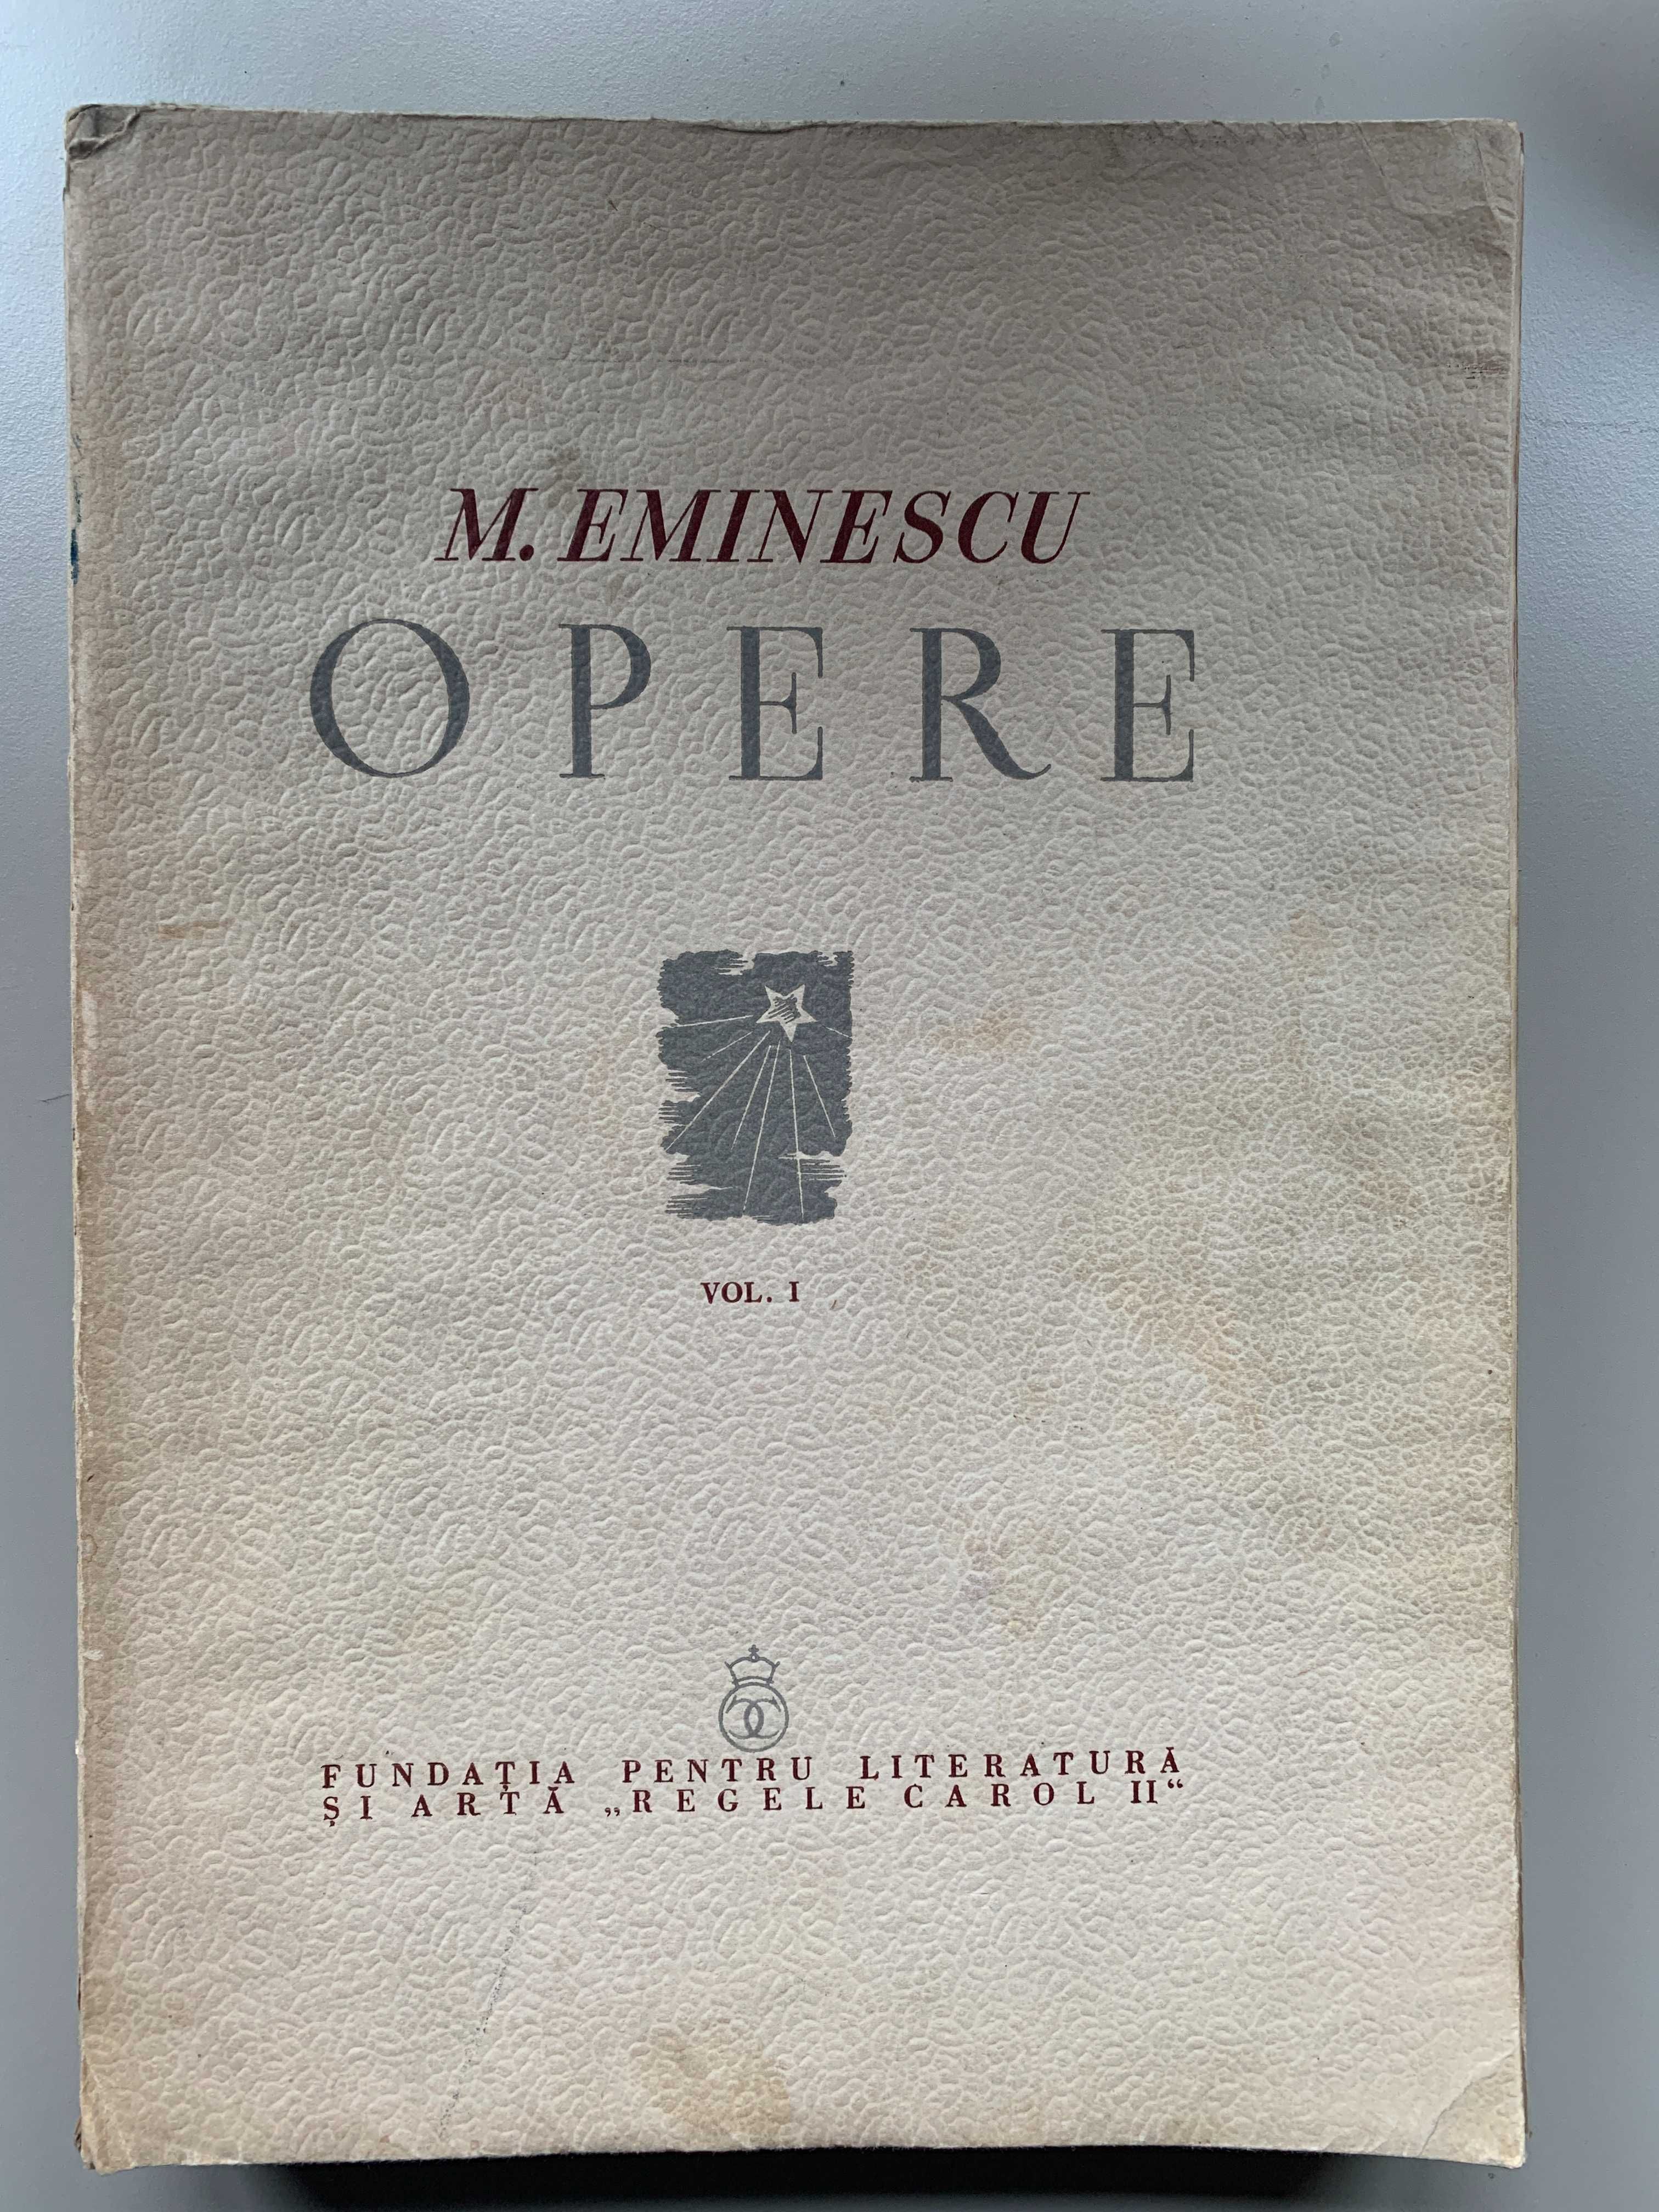 M. EMINESCU
OPERE
VOL. I
FUNDAȚIA PENTRU LITERATURĂ
ȘI ARTĂ „REGELE CAROL II“